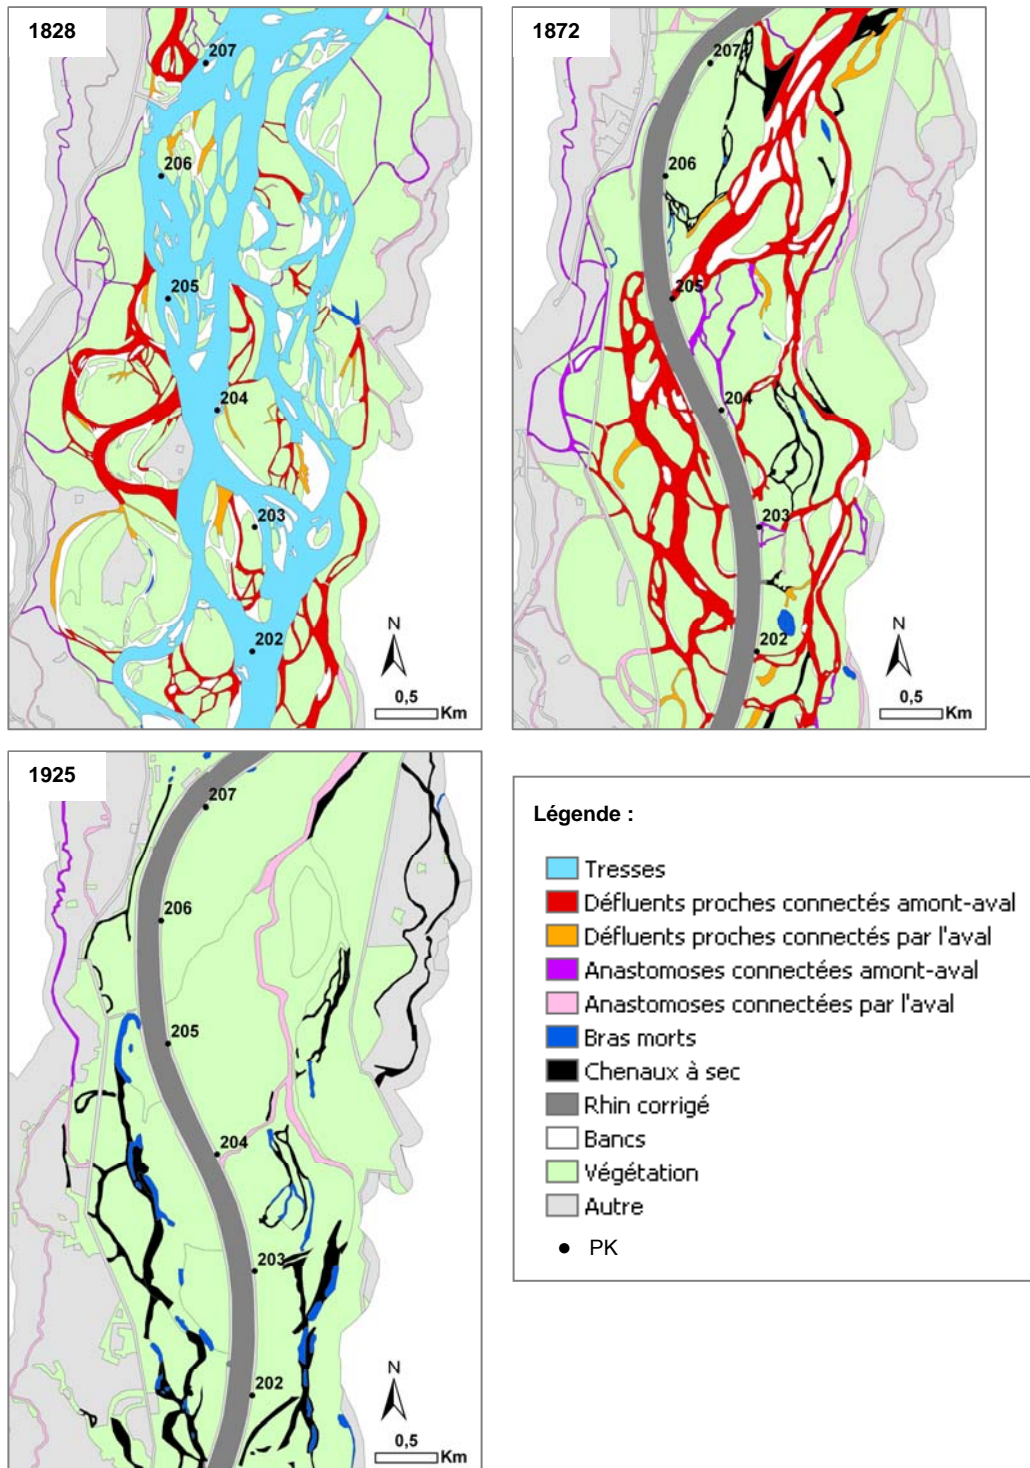 1828
207
206
205
204
203
202
N
0,5
Km
1872
207
206
205
204
203
202
N
0,5
Km
1925
207
206
205
204
203
202
N
0,5
Km
Légende :
Tresses
Défluents proches connectés amont-aval
Défluents proches connectés par l'aval
Anastomoses connectées amont-aval
Anastomoses connectées par l'aval
Bras morts
Chenaux à sec
Rhin corrigé
Bancs
Végétation
Autre
PK